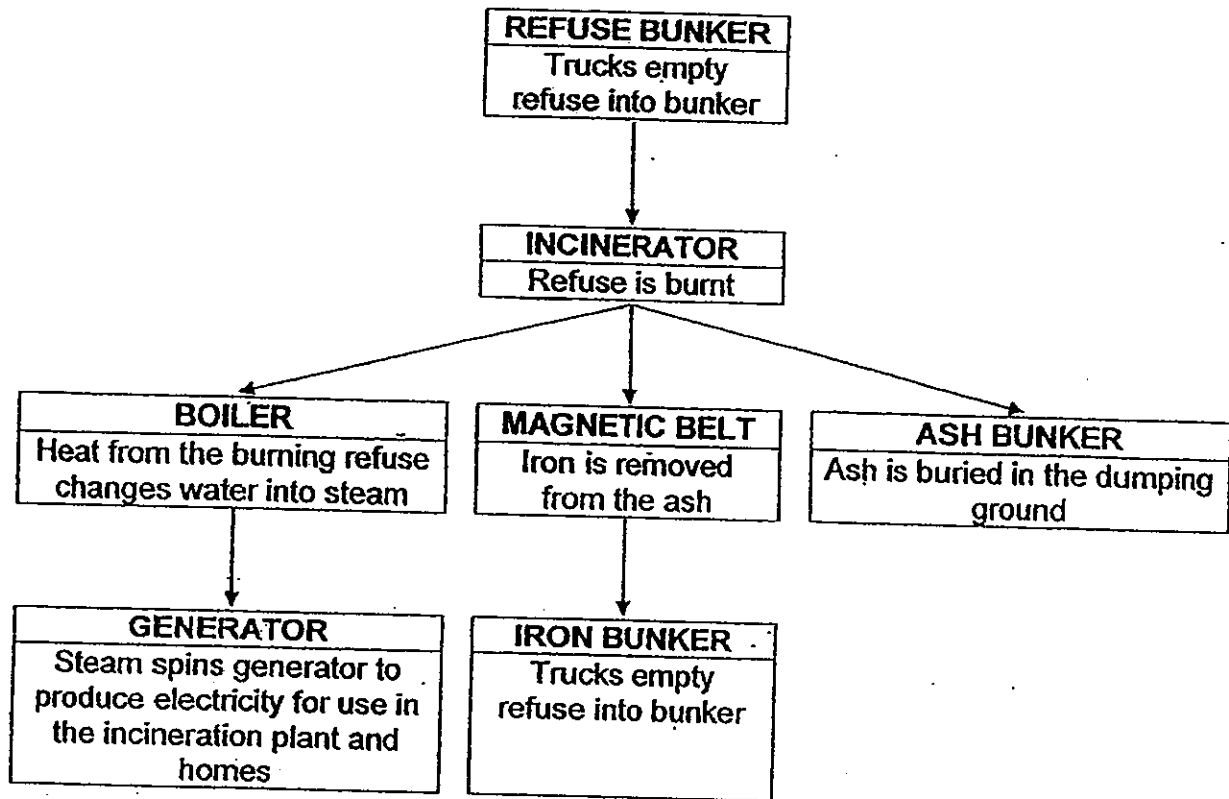 REFUSE BUNKER
Trucks empty
refuse into bunker
INCINERATOR
Refuse is burnt
BOILER
Heat from the burning refuse
changes water into steam
MAGNETIC BELT
Iron is removed
from the ash
ASH BUNKER
Ash is buried in the dumping
ground
GENERATOR
Steam spins generator to
produce electricity for use in
the incineration plant and
homes
IRON BUNKER
Trucks empty
refuse into bunker